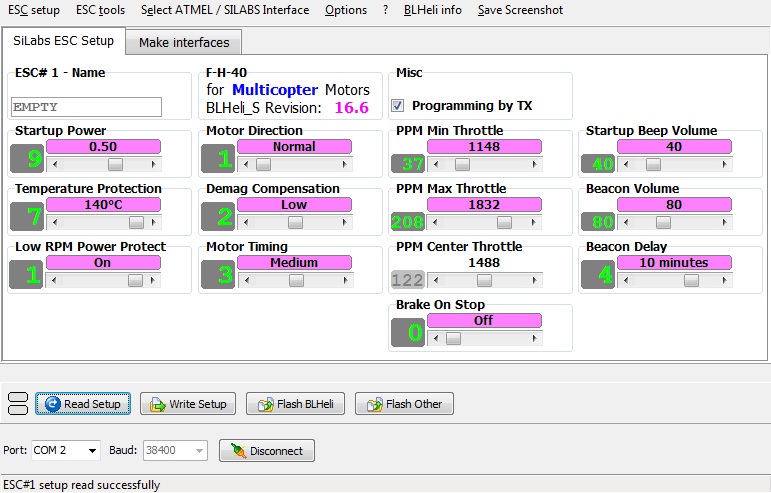 ESC setup ESC tools Select ATMEL / SILABS Interface Options ? BLHeli info Save Screenshot
SiLabs ESC Setup Make interfaces
ESC# 1 - Name F-H-40 Misc
for Multicopter Motors
EMPTY BLHeli_S Revision: 16.6 Programming by TX
Startup Power Motor Direction PPM Min Throttle Startup Beep Volume
9 0.50 1 Normal 37 1148 40 40
Temperature Protection Demag Compensation PPM Max Throttle Beacon Volume
7 140°C 2 Low 208 1832 80 80
Low RPM Power Protect Motor Timing PPM Center Throttle Beacon Delay
1 On 3 Medium 122 1488 4 10 minutes
Brake On Stop
0 Off
Read Setup Write Setup Flash BLHeli Flash Other
Port: COM 2 Baud: 38400 Disconnect
ESC#1 setup read successfully